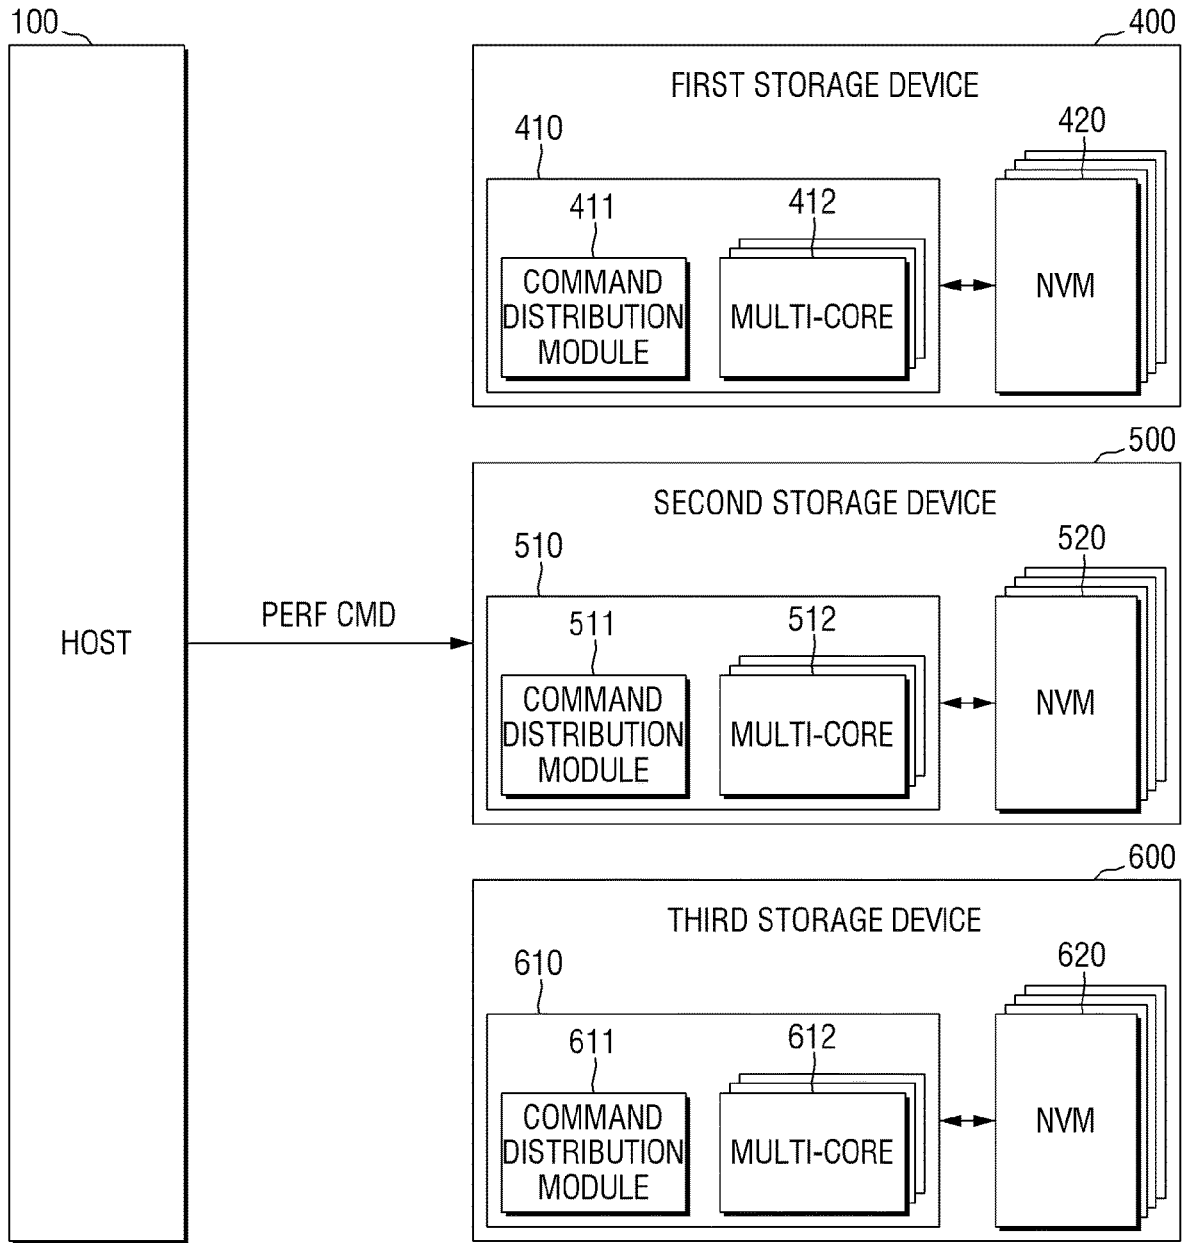 100
400
FIRST STORAGE DEVICE
410
420
411
412
COMMAND
DISTRIBUTION
MODULE
MULTI-CORE
NVM
500
SECOND STORAGE DEVICE
510
520
HOST
PERF CMD
511
512
COMMAND
DISTRIBUTION
MODULE
MULTI-CORE
NVM
600
THIRD STORAGE DEVICE
610
620
611
612
COMMAND
DISTRIBUTION
MODULE
MULTI-CORE
NVM